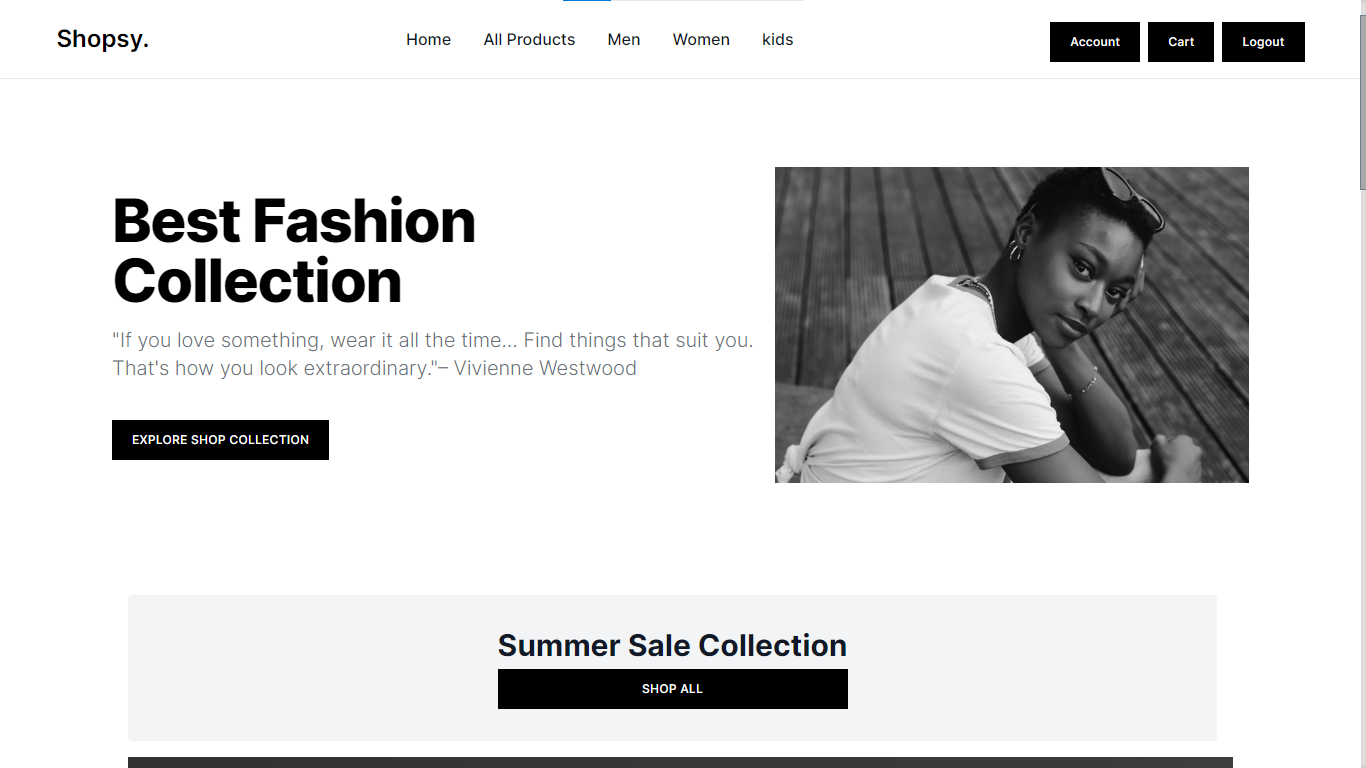 Shopsy.
Home All Products Men Women kids
Account Cart Logout
Best Fashion
Collection
"If you love something, wear it all the time... Find things that suit you.
That's how you look extraordinary."– Vivienne Westwood
EXPLORE SHOP COLLECTION
Summer Sale Collection
SHOP ALL